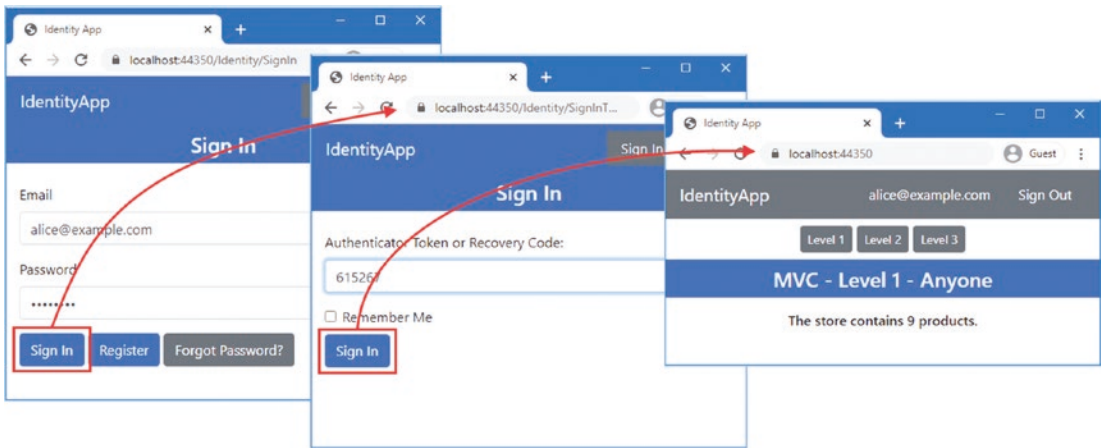 Identity App
localhost:44350/Identity/SignIn
IdentityApp
Sign In
Email
alice@example.com
Password
Sign In Register Forgot Password?
Identity App
localhost:44350/Identity/SignInT...
IdentityApp
Sign In
Sign In
Authenticator Token or Recovery Code:
615267
Remember Me
Sign In
Identity App
localhost:44350
Guest
IdentityApp alice@example.com Sign Out
Level 1 Level 2 Level 3
MVC - Level 1 - Anyone
The store contains 9 products.